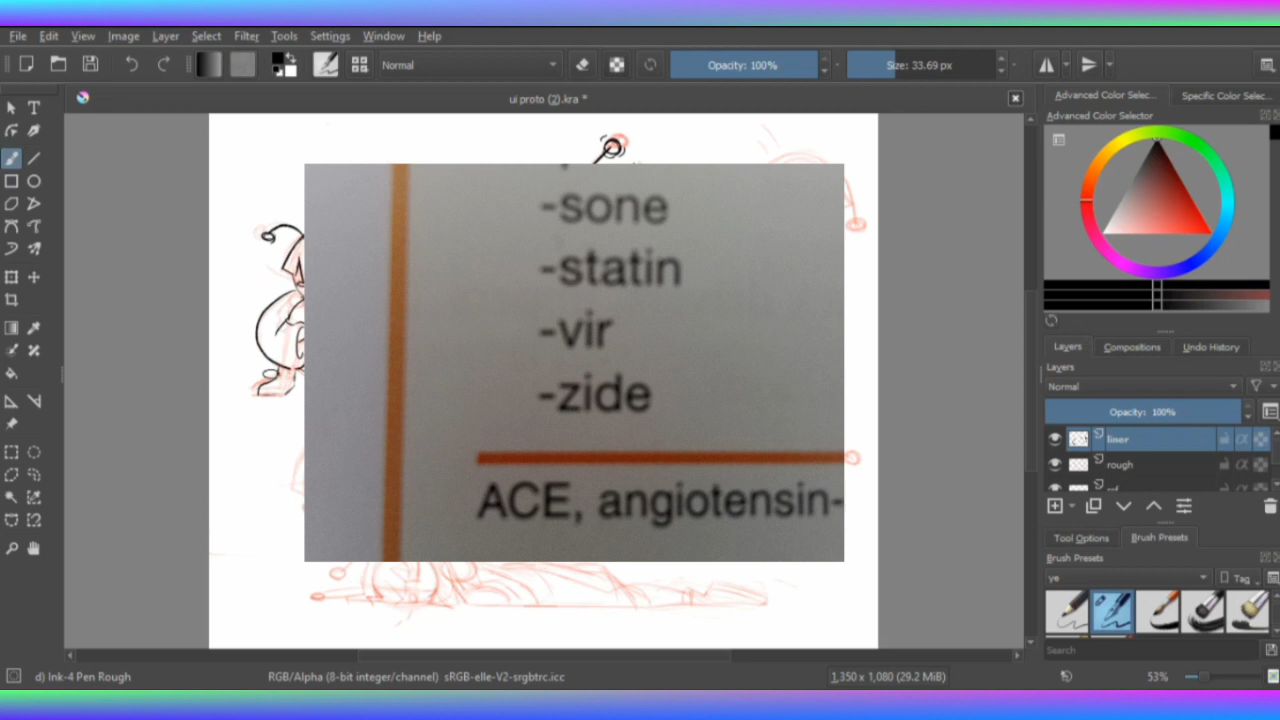 File Edit View Image Layer Select Filter Tools Settings Window Help
Normal Opacity: 100% Size: 33.69 px
ui proto (2).kra *
Advanced Color Selec... Specific Color Selec...
Advanced Color Selector
-sone
-statin
-vir
-zide
ACE, angiotensin-
Layers Compositions Undo History
Layers
Normal
Opacity: 100%
liner
rough
Tool Options Brush Presets
Brush Presets
ye Tag
Search
d) Ink-4 Pen Rough RGB/Alpha (8-bit integer/channel) sRGB-elle-V2-srgbtrc.icc 1,350 x 1,080 (29.2 MiB) 53%